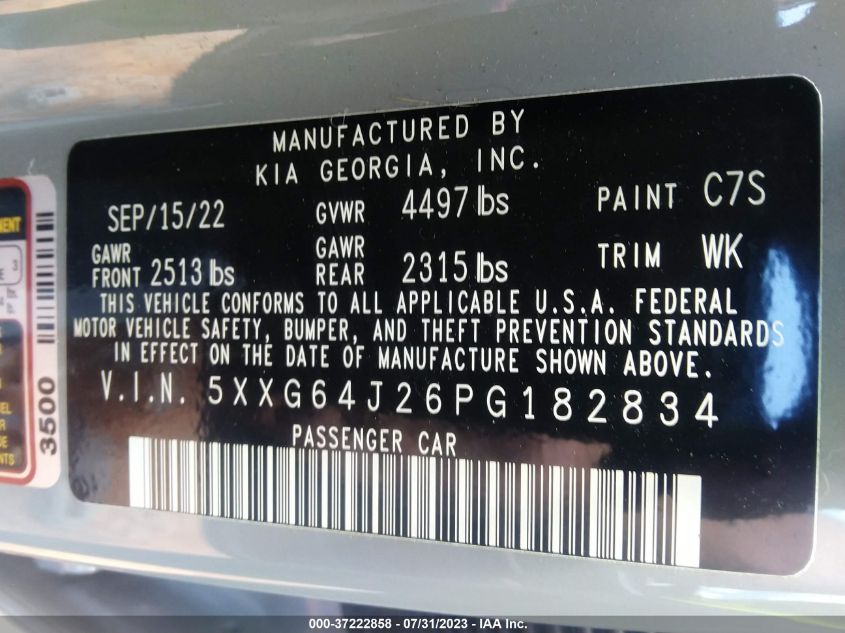 MANUFACTURED BY
KIA GEORGIA, INC.
SEP/15/22 GVWR 4497 lbs PAINT C7S
GAWR FRONT 2513 lbs GAWR REAR 2315 lbs TRIM WK
THIS VEHICLE CONFORMS TO ALL APPLICABLE U.S.A. FEDERAL
MOTOR VEHICLE SAFETY, BUMPER, AND THEFT PREVENTION STANDARDS
IN EFFECT ON THE DATE OF MANUFACTURE SHOWN ABOVE.
V.I.N. 5XXG64J26PG182834
PASSENGER CAR
3500
000-37222858 / 07/31/2023 - IAA Inc.